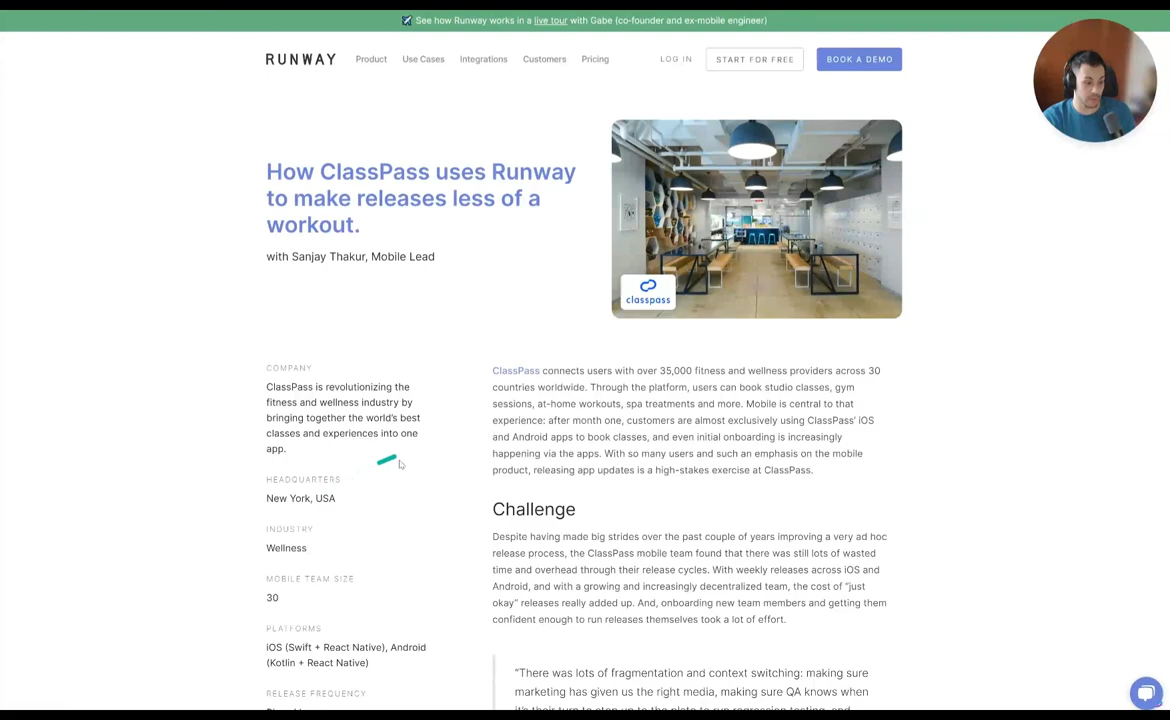 See how Runway works in a live tour with Gabe (co-founder and ex-mobile engineer)
RUNWAY
Product
Use Cases
Integrations
Customers
Pricing
LOG IN
START FOR FREE
BOOK A DEMO
How ClassPass uses Runway
to make releases less of a
workout.
with Sanjay Thakur, Mobile Lead
classpass
COMPANY
ClassPass is revolutionizing the
fitness and wellness industry by
bringing together the world's best
classes and experiences into one
app.
HEADQUARTERS
New York, USA
INDUSTRY
Wellness
MOBILE TEAM SIZE
30
PLATFORMS
iOS (Swift + React Native), Android
(Kotlin + React Native)
RELEASE FREQUENCY
ClassPass connects users with over 35,000 fitness and wellness providers across 30
countries worldwide. Through the platform, users can book studio classes, gym
sessions, at-home workouts, spa treatments and more. Mobile is central to that
experience: after month one, customers are almost exclusively using ClassPass' iOS
and Android apps to book classes, and even initial onboarding is increasingly
happening via the apps. With so many users and such an emphasis on the mobile
product, releasing app updates is a high-stakes exercise at ClassPass.
Challenge
Despite having made big strides over the past couple of years improving a very ad hoc
release process, the ClassPass mobile team found that there was still lots of wasted
time and overhead through their release cycles. With weekly releases across iOS and
Android, and with a growing and increasingly decentralized team, the cost of "just
okay" releases really added up. And, onboarding new team members and getting them
confident enough to run releases themselves took a lot of effort.
"There was lots of fragmentation and context switching: making sure
marketing has given us the right media, making sure QA knows when
it's their turn to step up to the plate to run regression testing, and